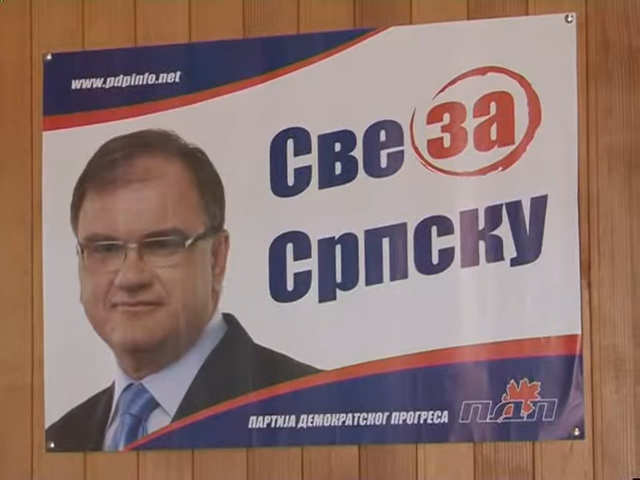 www.pdpinfo.net
Све за
Српску
ПАРТИЈА ДЕМОКРАТСКОГ ПРОГРЕСА
ПДП